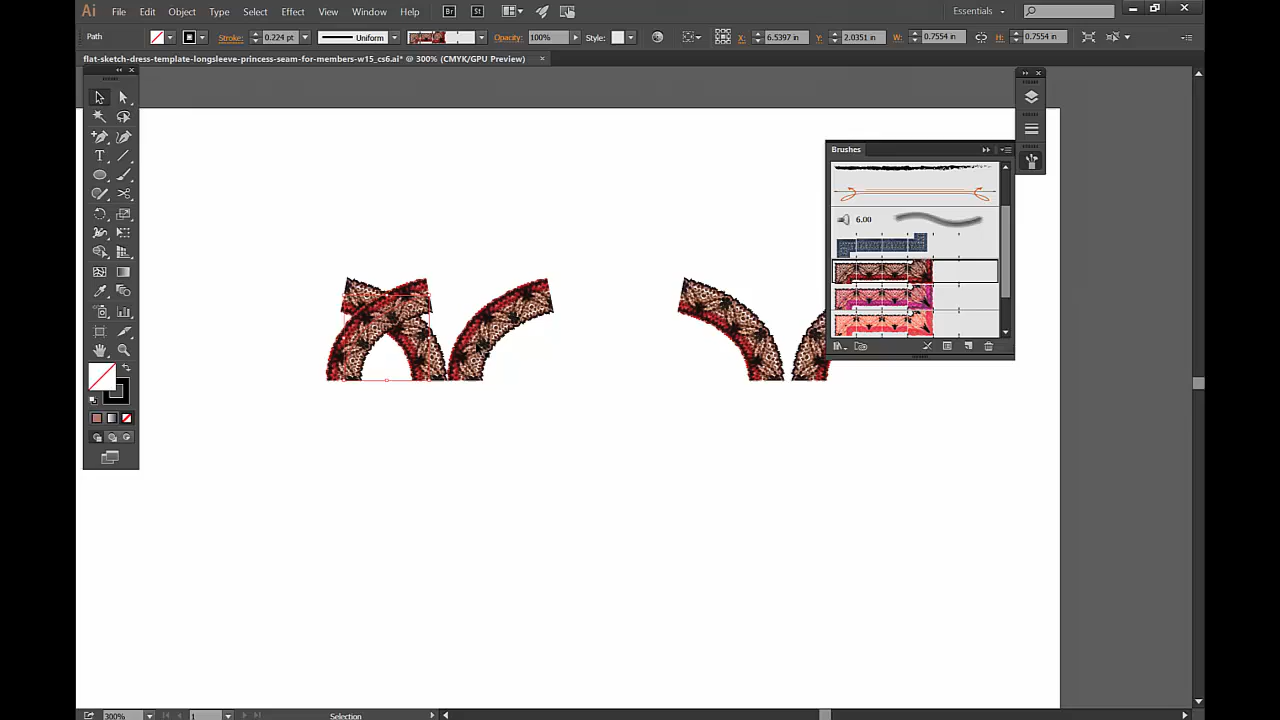 Ai File Edit Object Type Select Effect View Window Help Br St Essentials
Path Stroke: 0.224 pt Uniform Opacity: 100% Style: X: 6.5397 in Y: 2.0351 in W: 0.7554 in H: 0.7554 in
flat-sketch-dress-template-longsleeve-princess-seam-for-members-w15_cs6.ai* @ 300% (CMYK/GPU Preview)
Brushes
6.00
300% 1 Selection